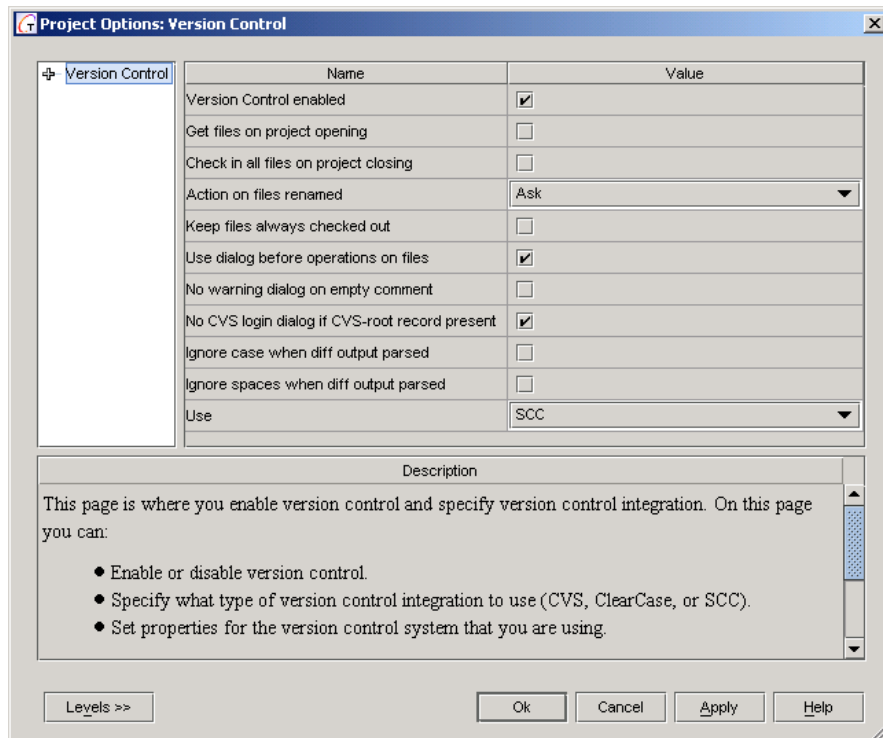 Project Options: Version Control
Version Control
Name Value
Version Control enabled
Get files on project opening
Check in all files on project closing
Action on files renamed Ask
Keep files always checked out
Use dialog before operations on files
No warning dialog on empty comment
No CVS login dialog if CVS-root record present
Ignore case when diff output parsed
Ignore spaces when diff output parsed
Use SCC
Description
This page is where you enable version control and specify version control integration. On this page
you can:
● Enable or disable version control.
● Specify what type of version control integration to use (CVS, ClearCase, or SCC).
● Set properties for the version control system that you are using.
Levels >> Ok Cancel Apply Help